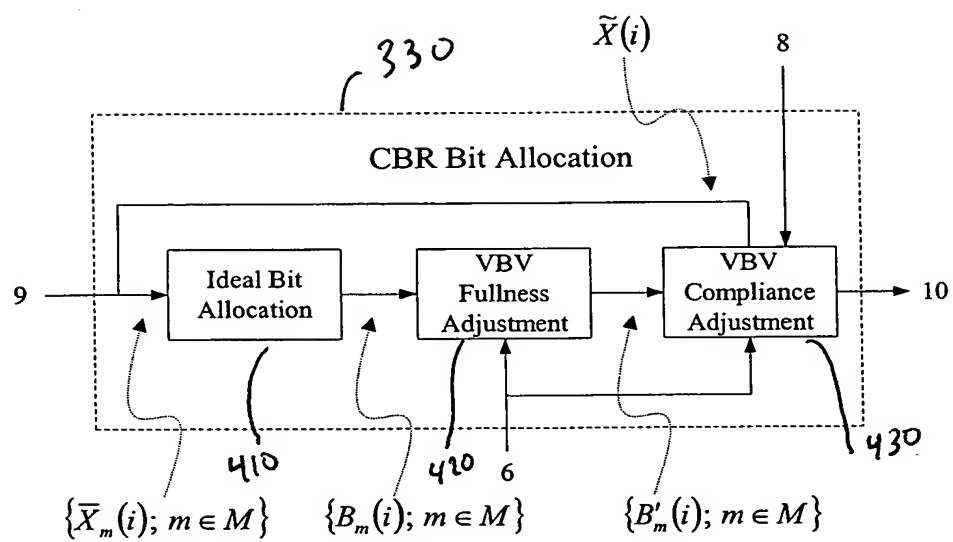 330
X̃(i)
8
CBR Bit Allocation
9
Ideal Bit
Allocation
VBV
Fullness
Adjustment
VBV
Compliance
Adjustment
10
410
420
6
430
{X̅ₘ(i); m ∈ M}
{Bₘ(i); m ∈ M}
{B′ₘ(i); m ∈ M}